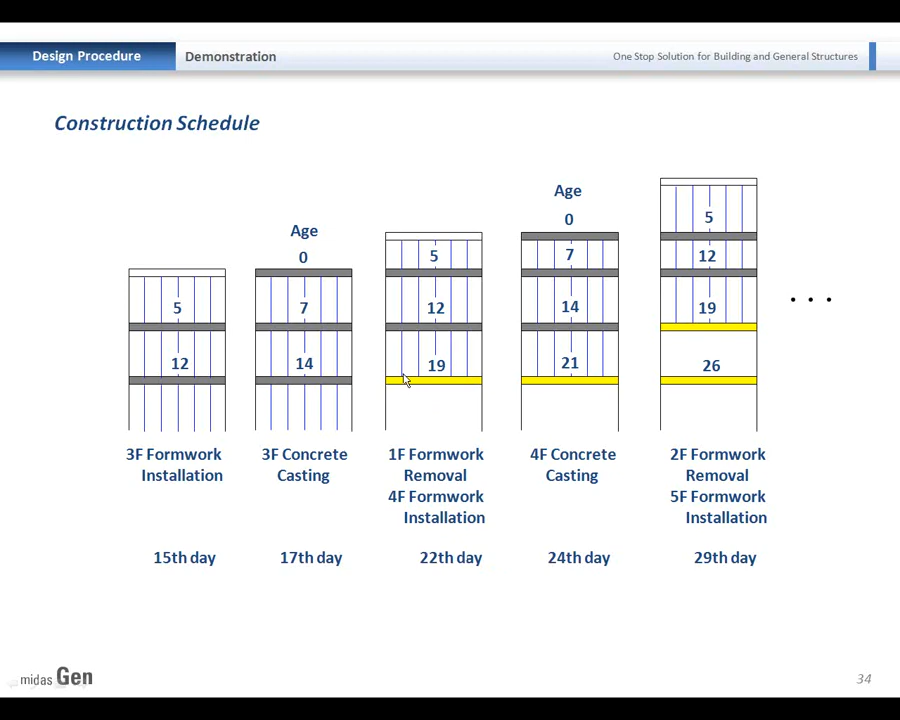 Design Procedure
Demonstration
One Stop Solution for Building and General Structures
Construction Schedule
Age
0
Age
0
5
12
7
14
5
12
19
7
14
21
5
12
19
26
• • •
3F Formwork
Installation
15th day
3F Concrete
Casting
17th day
1F Formwork
Removal
4F Formwork
Installation
22th day
4F Concrete
Casting
24th day
2F Formwork
Removal
5F Formwork
Installation
29th day
midas Gen
34